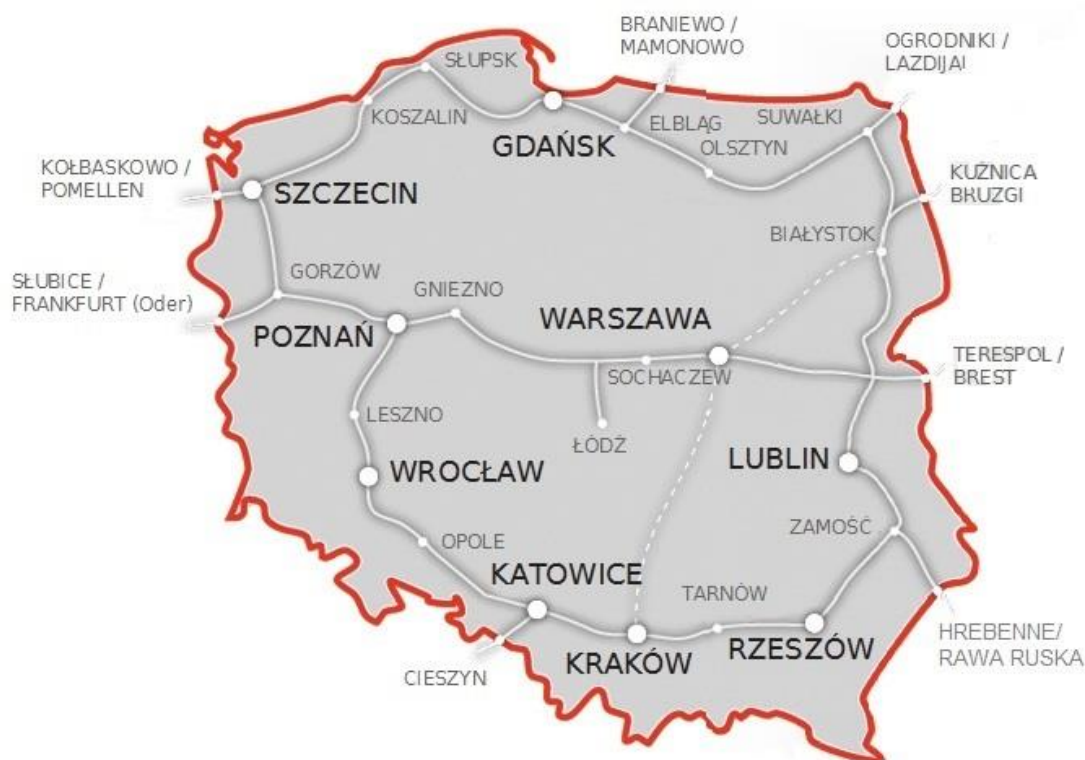 BRANIEWO /
MAMONOWO
OGRODNIKI /
LAZDIJAI
SŁUPSK
KOSZALIN
GDAŃSK
ELBLĄG
SUWAŁKI
OLSZTYN
KOŁBASKOWO /
POMELLEN
SZCZECIN
KUŹNICA
BRUZGI
BIAŁYSTOK
SŁUBICE /
FRANKFURT (Oder)
GORZÓW
GNIEZNO
POZNAŃ
WARSZAWA
SOCHACZEW
TERESPOL /
BREST
LESZNO
ŁÓDŹ
WROCŁAW
LUBLIN
OPOLE
ZAMOŚĆ
KATOWICE
TARNÓW
CIESZYN
KRAKÓW
RZESZÓW
HREBENNE/
RAWA RUSKA